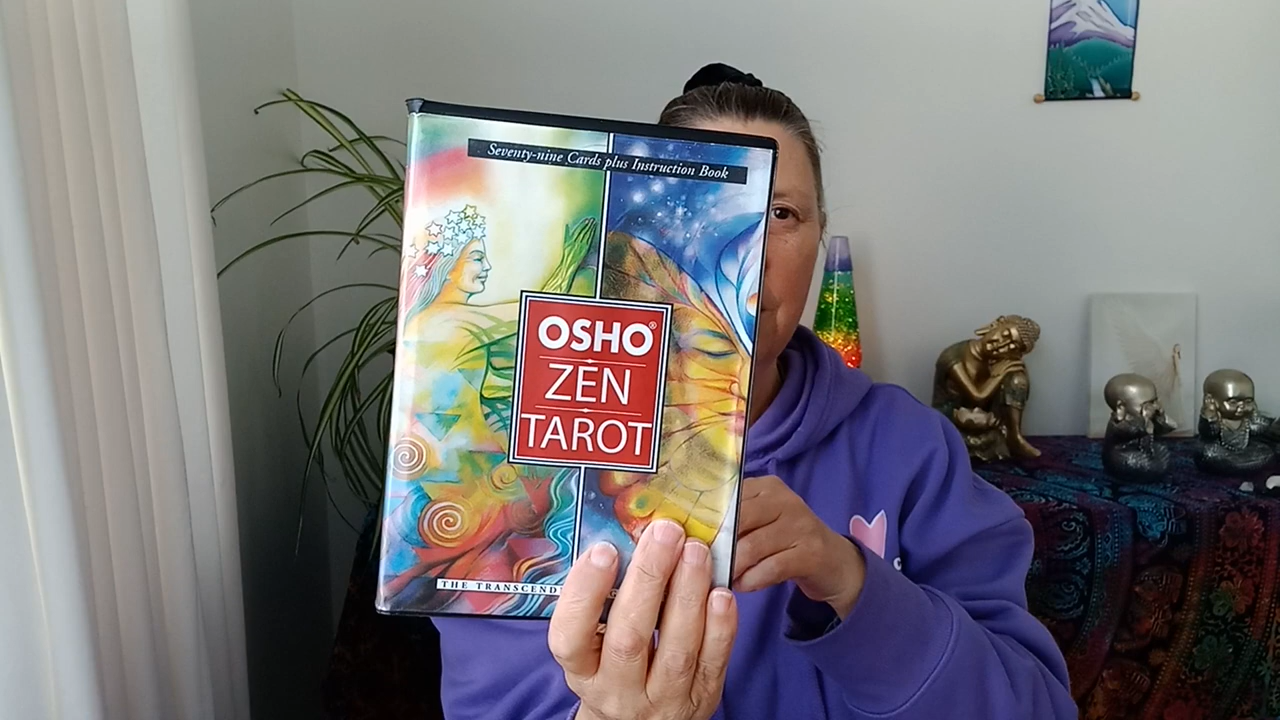 Seventy-nine Cards plus Instruction Book
OSHO®
ZEN
TAROT
THE TRANSCEND